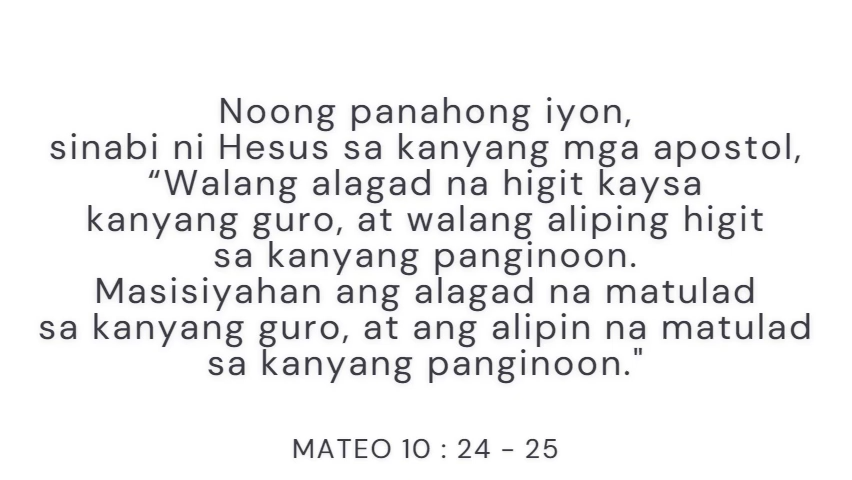 Noong panahong iyon,
sinabi ni Hesus sa kanyang mga apostol,
“Walang alagad na higit kaysa
kanyang guro, at walang aliping higit
sa kanyang panginoon.
Masisiyahan ang alagad na matulad
sa kanyang guro, at ang alipin na matulad
sa kanyang panginoon."
MATEO 10 : 24 - 25